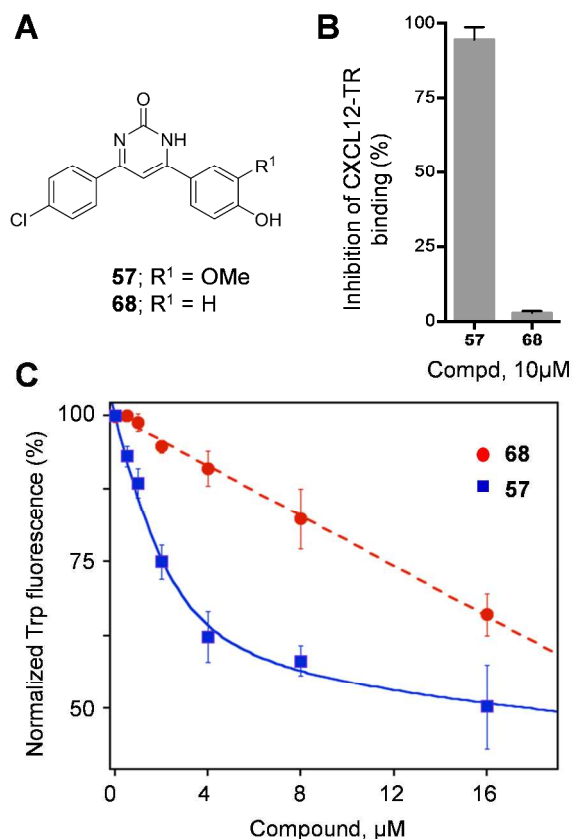 A
O
N
NH
R¹
Cl
OH
57; R¹ = OMe
68; R¹ = H
B
Inhibition of CXCL12-TR
binding (%)
100
75
50
25
0
57
68
Compd, 10µM
C
Normalized Trp fluorescence (%)
100
75
50
68
57
0
4
8
12
16
Compound, µM